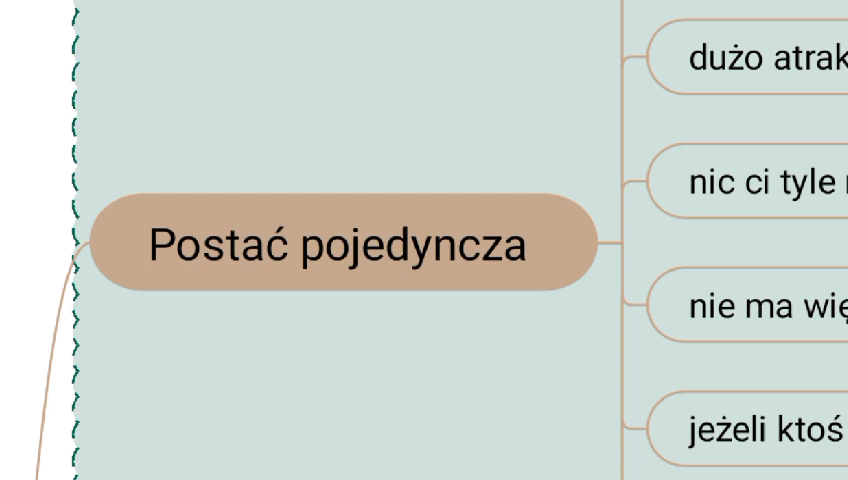 dużo atrak
nic ci tyle
Postać pojedyncza
nie ma wię
jeżeli ktoś